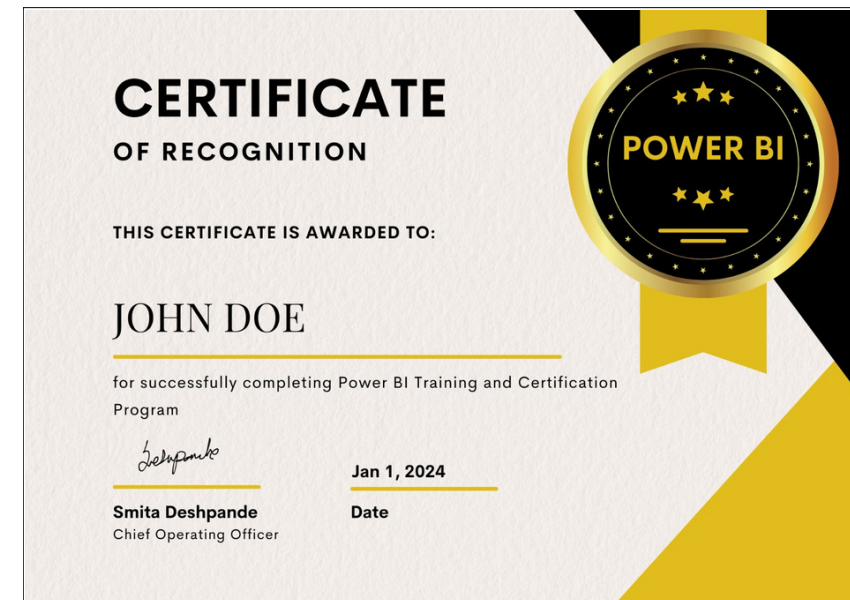 CERTIFICATE
OF RECOGNITION
POWER BI
THIS CERTIFICATE IS AWARDED TO:
JOHN DOE
for successfully completing Power BI Training and Certification
Program
Deshpande
Jan 1, 2024
Smita Deshpande
Date
Chief Operating Officer